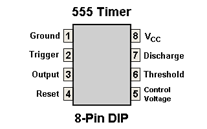 555 Timer
Ground 1 8 Vcc
Trigger 2 7 Discharge
Output 3 6 Threshold
Reset 4 5 Control Voltage
8-Pin DIP